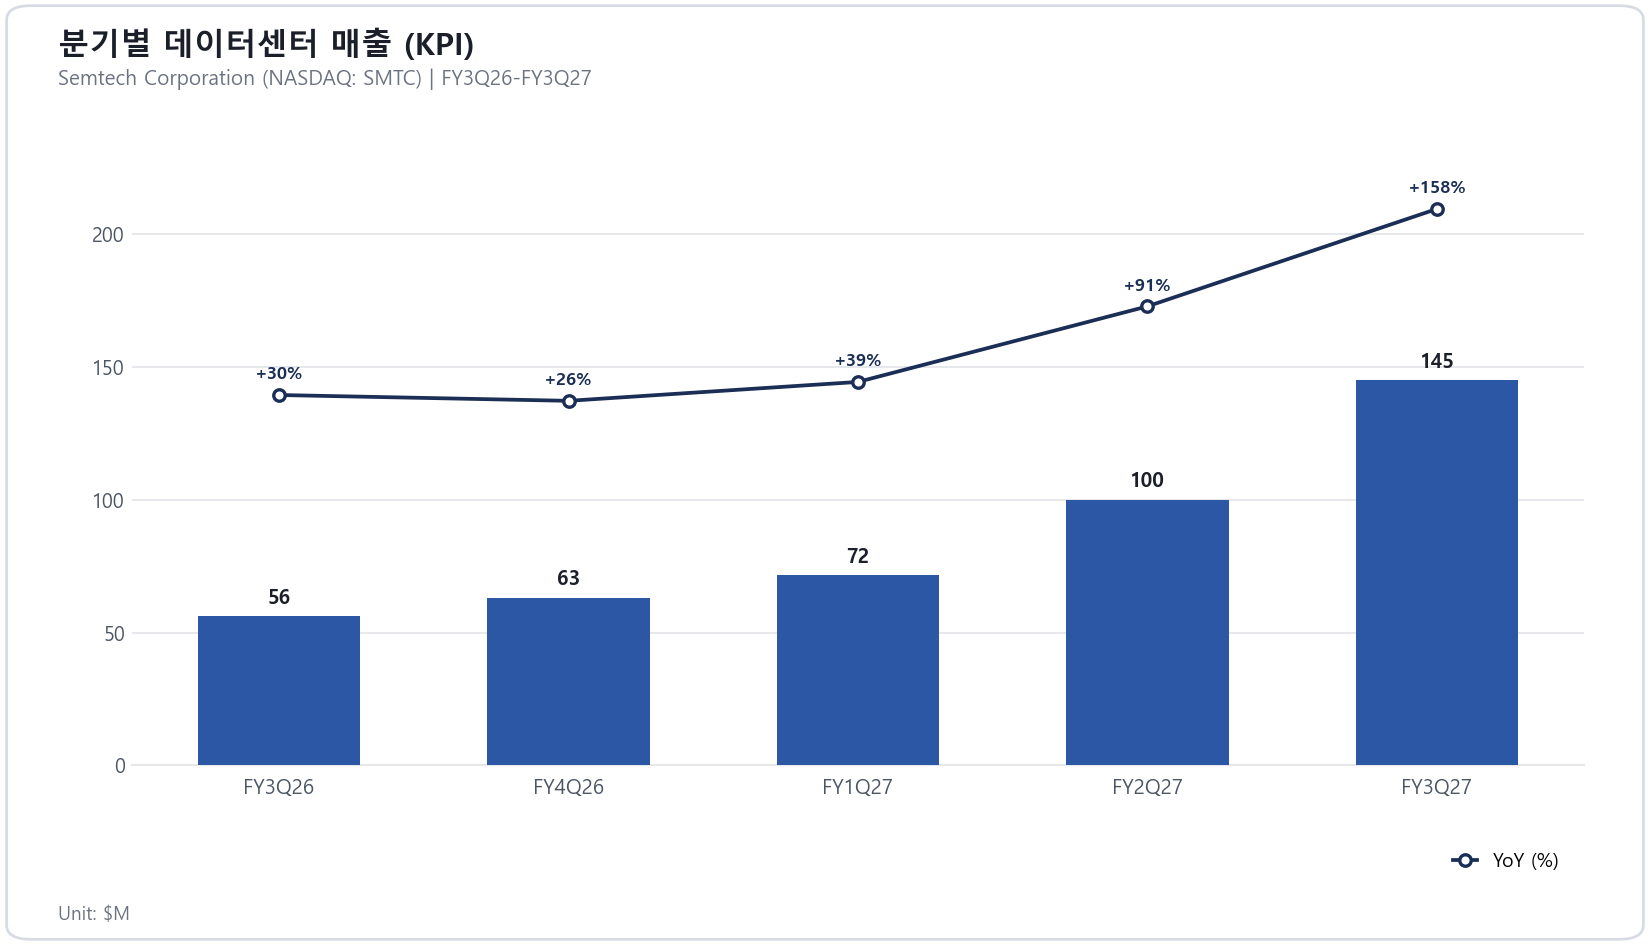 분기별 데이터센터 매출 (KPI)
Semtech Corporation (NASDAQ: SMTC) | FY3Q26-FY3Q27
+158%
200
+91%
+39%
150
+30%
+26%
145
100
100
72
63
56
50
0
FY3Q26
FY4Q26
FY1Q27
FY2Q27
FY3Q27
YoY (%)
Unit: $M